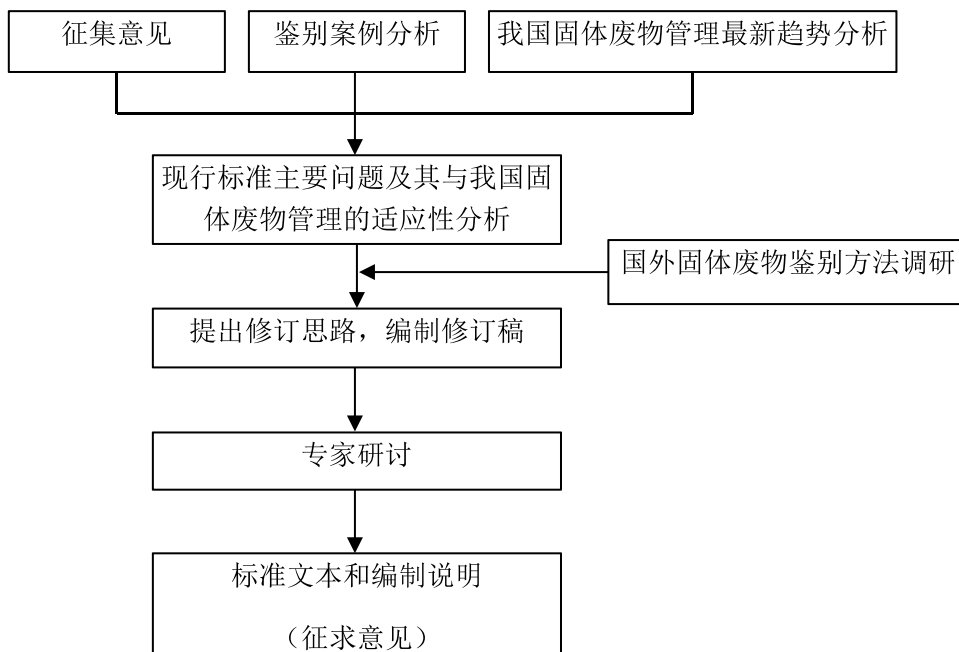 征集意见
鉴别案例分析
我国固体废物管理最新趋势分析
现行标准主要问题及其与我国固
体废物管理的适应性分析
国外固体废物鉴别方法调研
提出修订思路，编制修订稿
专家研讨
标准文本和编制说明
（征求意见）